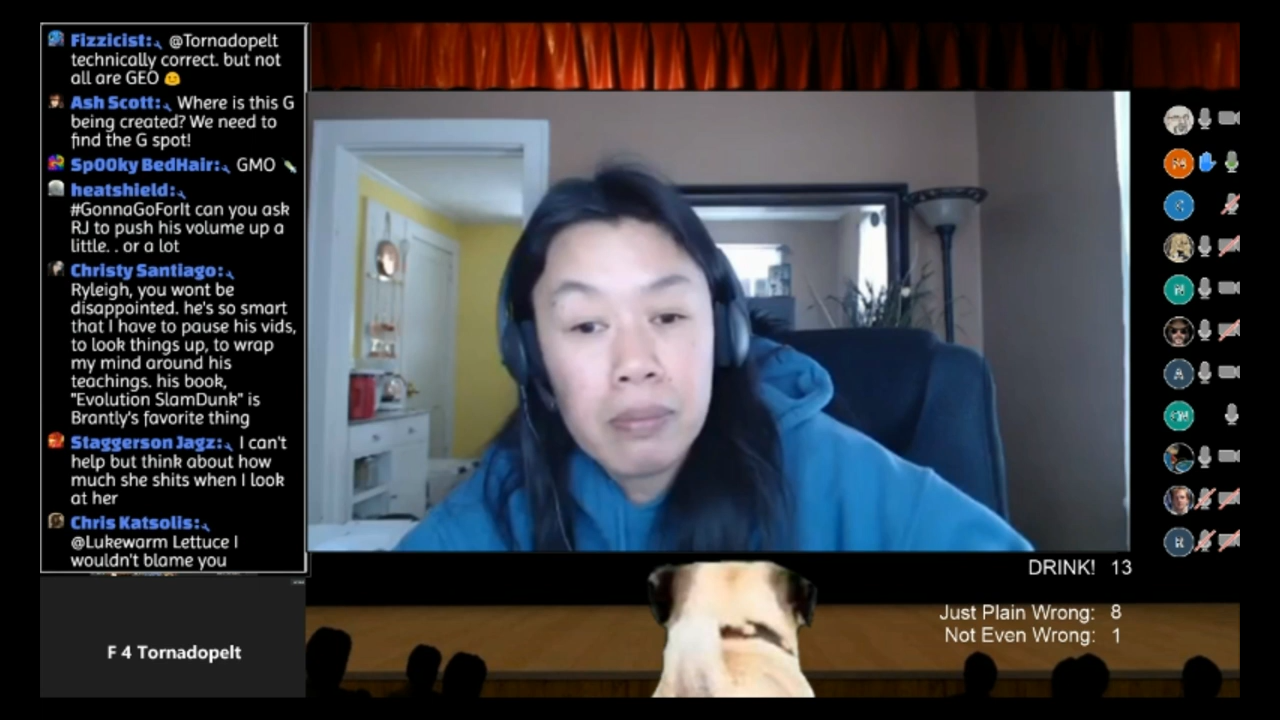 Fizzicist: @Tornadopelt
technically correct. but not
all are GEO
Ash Scott: Where is this G
being created? We need to
find the G spot!
Sp00ky BedHair: GMO
heatshield:
#GonnaGoForIt can you ask
RJ to push his volume up a
little. . or a lot
Christy Santiago:
Ryleigh, you wont be
disappointed. he's so smart
that I have to pause his vids,
to look things up, to wrap
my mind around his
teachings. his book,
"Evolution SlamDunk" is
Brantly's favorite thing
Staggerson Jagz: I can't
help but think about how
much she shits when I look
at her
Chris Katsolis:
@Lukewarm Lettuce I
wouldn't blame you
F 4 Tornadopelt
DRINK! 13
Just Plain Wrong: 8
Not Even Wrong: 1
N
A
R